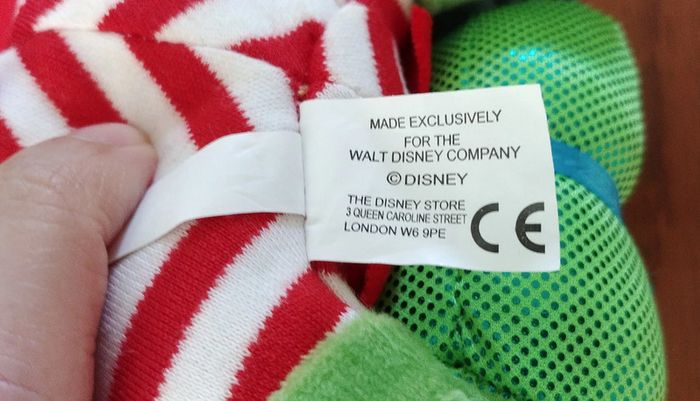 MADE EXCLUSIVELY
FOR THE
WALT DISNEY COMPANY
© DISNEY
THE DISNEY STORE
3 QUEEN CAROLINE STREET
LONDON W6 9PE
CE